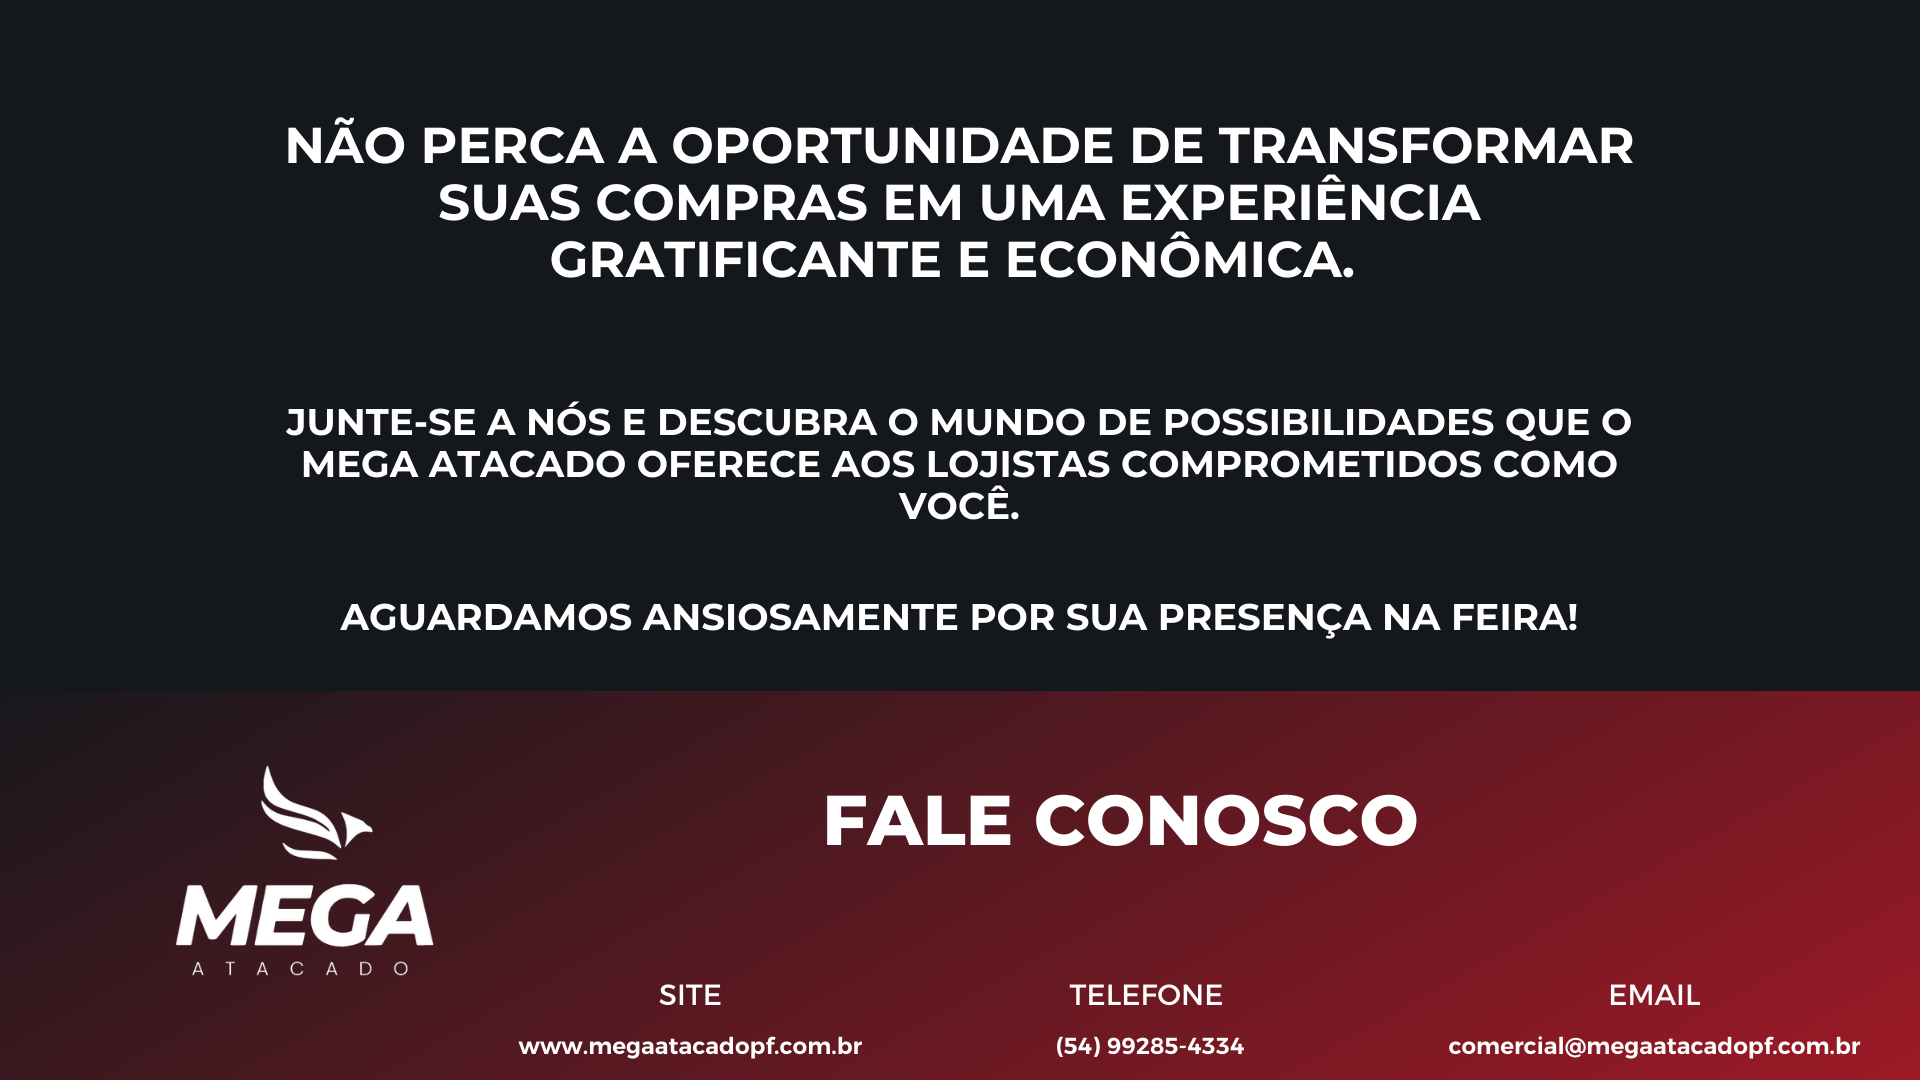 NÃO PERCA A OPORTUNIDADE DE TRANSFORMAR
SUAS COMPRAS EM UMA EXPERIÊNCIA
GRATIFICANTE E ECONÔMICA.
JUNTE-SE A NÓS E DESCUBRA O MUNDO DE POSSIBILIDADES QUE O
MEGA ATACADO OFERECE AOS LOJISTAS COMPROMETIDOS COMO
VOCÊ.
AGUARDAMOS ANSIOSAMENTE POR SUA PRESENÇA NA FEIRA!
MEGA
ATACADO
FALE CONOSCO
SITE
www.megaatacadopf.com.br
TELEFONE
(54) 99285-4334
EMAIL
comercial@megaatacadopf.com.br